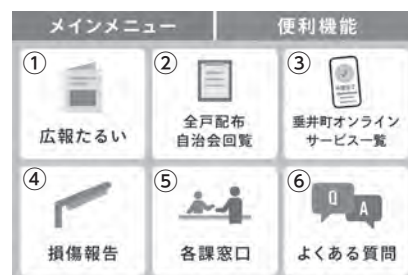 メインメニュー
便利機能
①
広報たるい
②
全戸配布
自治会回覧
③
垂井町オンライン
サービス一覧
④
損傷報告
⑤
各課窓口
⑥
Q
A
よくある質問